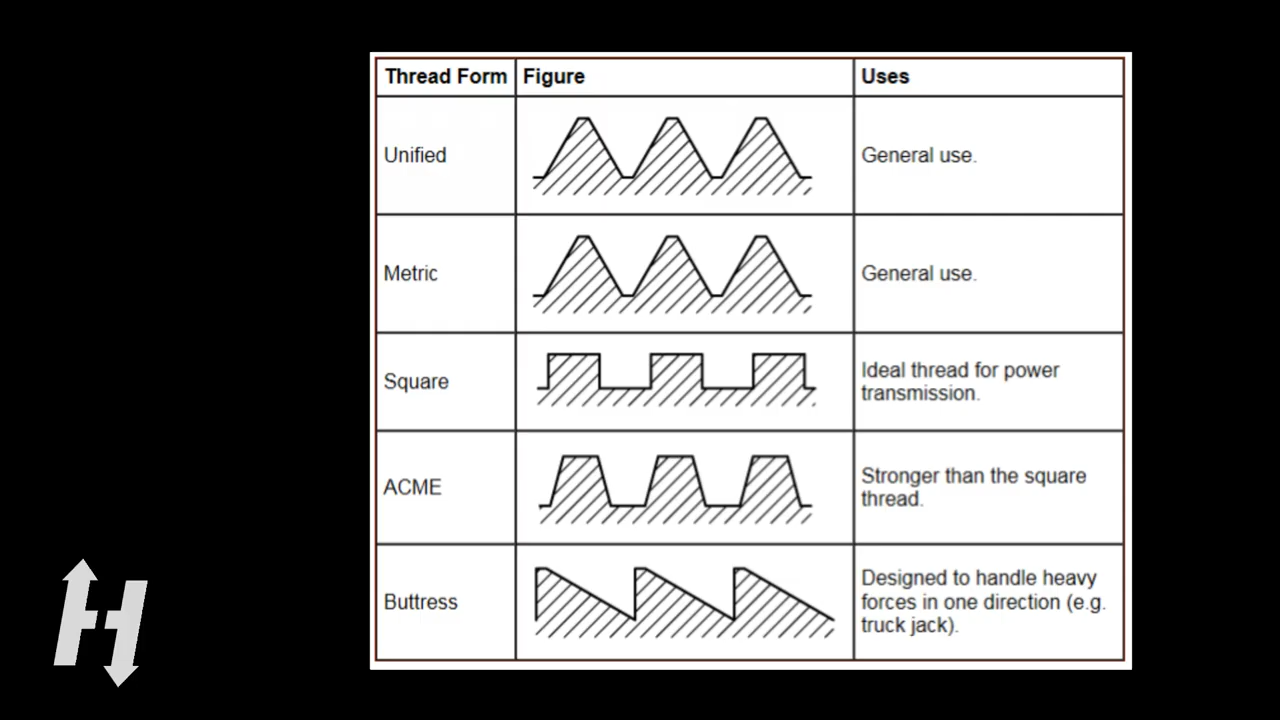 Thread Form Figure Uses
Unified General use.
Metric General use.
Square Ideal thread for power
transmission.
ACME Stronger than the square
thread.
Buttress Designed to handle heavy
forces in one direction (e.g.
truck jack).
H